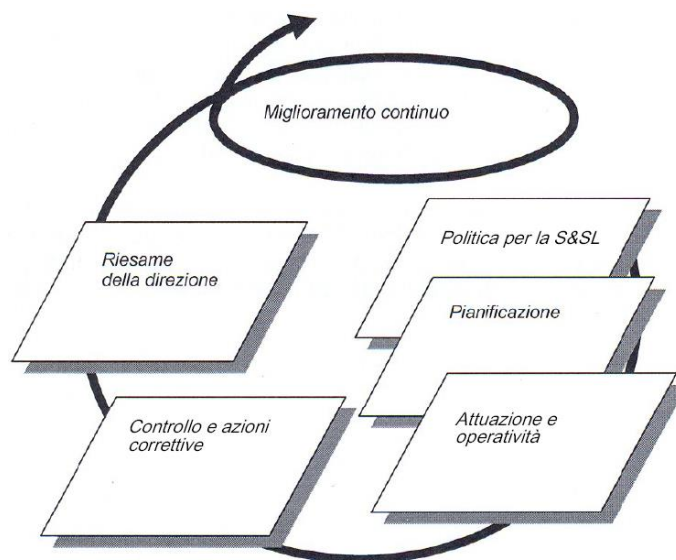 Miglioramento continuo
Politica per la S&SL
Pianificazione
Attuazione e
operatività
Controllo e azioni
correttive
Riesame
della direzione